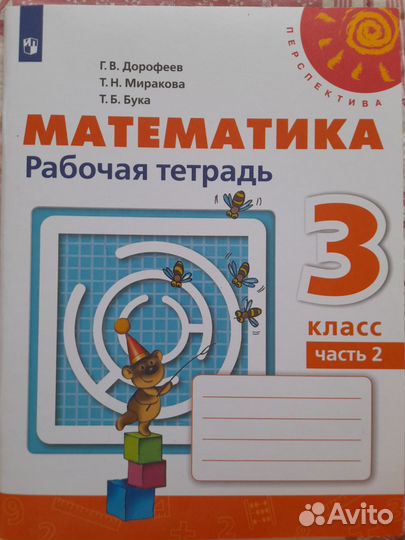 ПЕРСПЕКТИВА
Г. В. Дорофеев
Т. Н. Миракова
Т. Б. Бука
МАТЕМАТИКА
Рабочая тетрадь
3
класс
часть 2
Avito